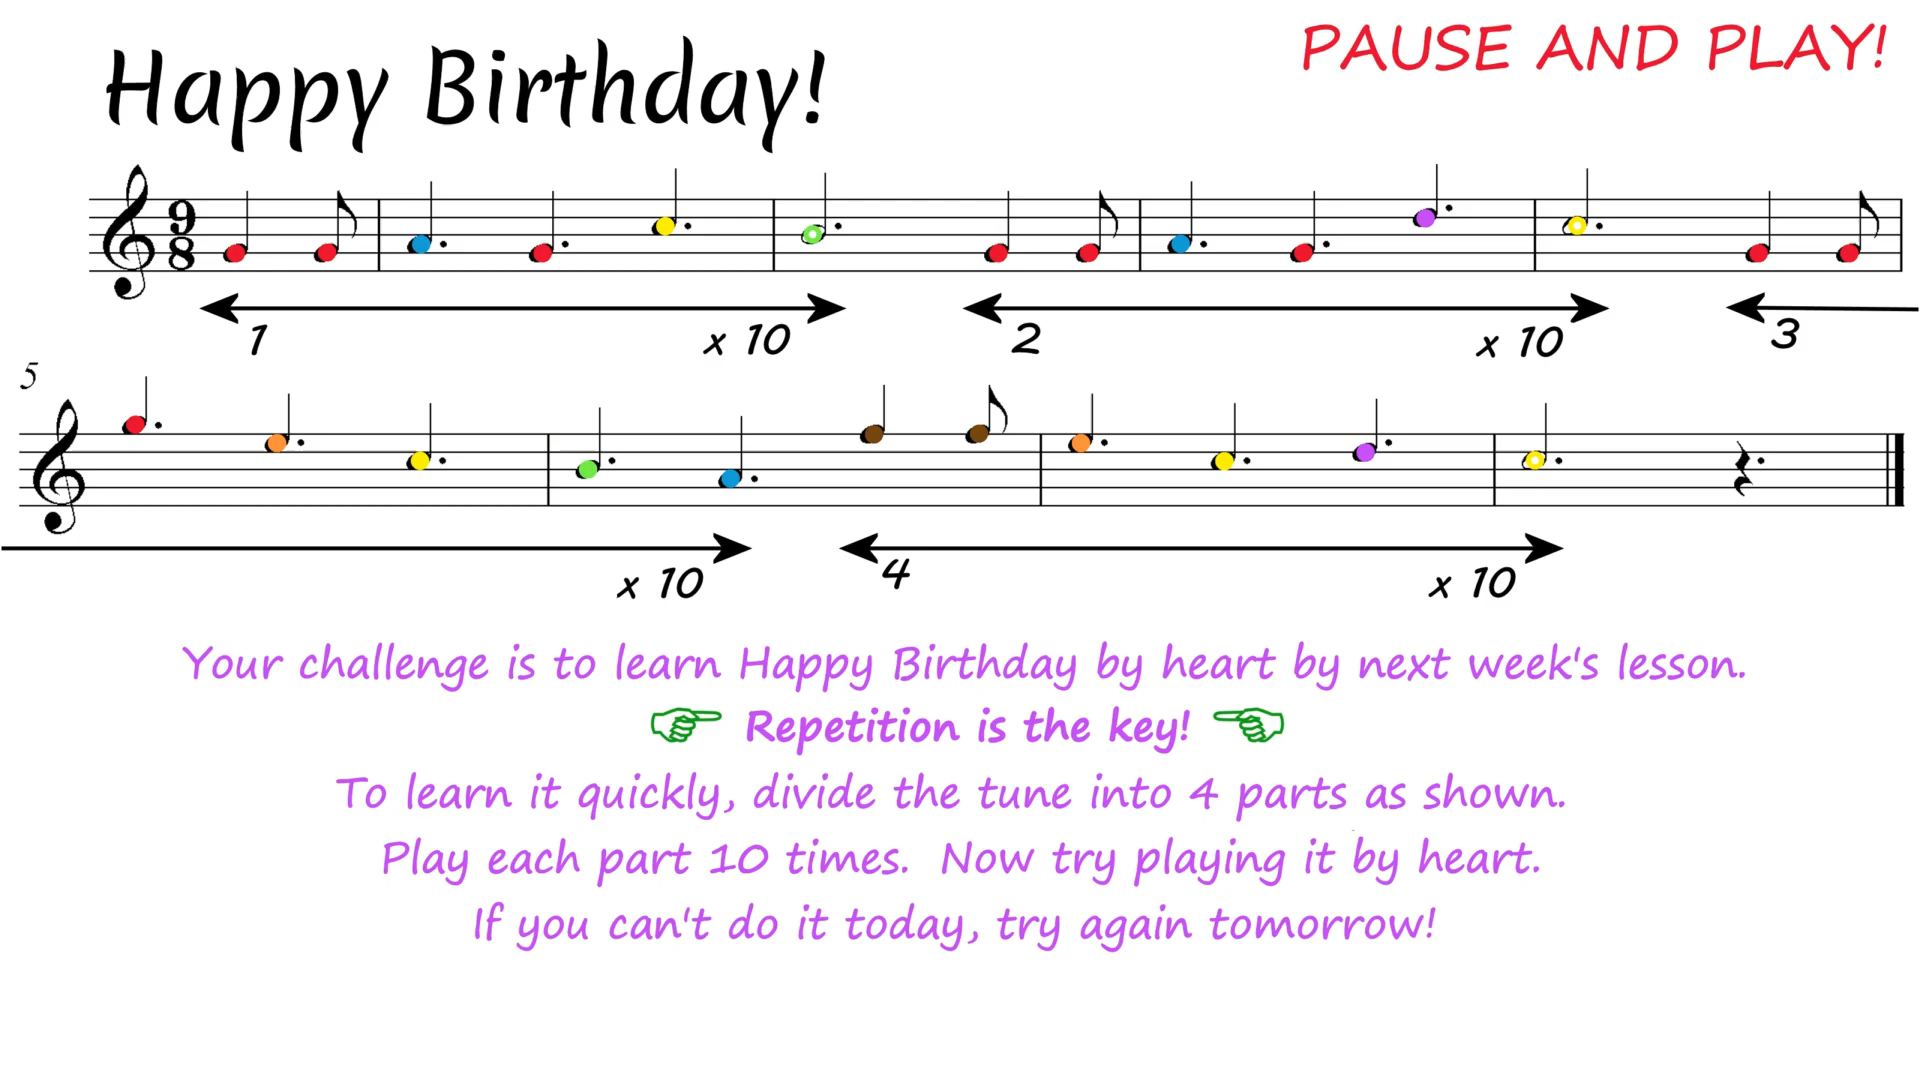 PAUSE AND PLAY!
Happy Birthday!
9
8
1 x 10 2 x 10 3
5
x 10 4 x 10
Your challenge is to learn Happy Birthday by heart by next week's lesson.
Repetition is the key!
To learn it quickly, divide the tune into 4 parts as shown.
Play each part 10 times. Now try playing it by heart.
If you can't do it today, try again tomorrow!